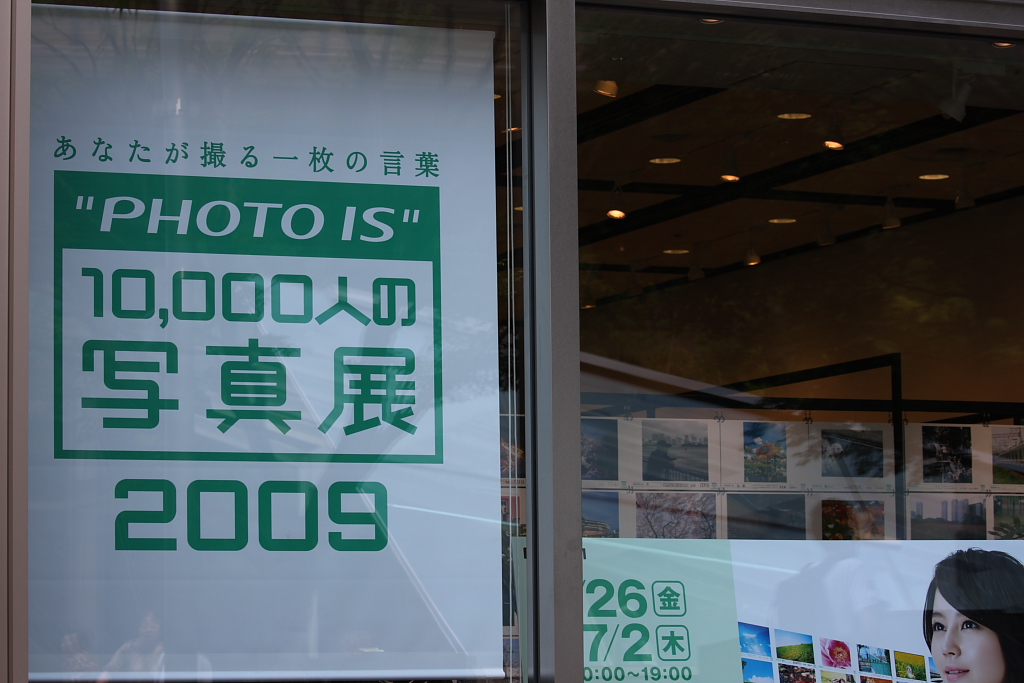 あなたが撮る一枚の言葉
"PHOTO IS"
10,000人の
写真展
2009
/26 金
7/2 木
0:00~19:00